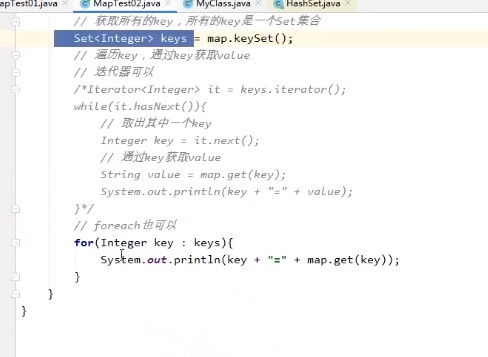 apTest01.java × MapTest02.java × MyClass.java × HashSet.java ×
// 获取所有的key，所有的key是一个Set集合
Set<Integer> keys = map.keySet();
// 遍历key，通过key获取value
// 迭代器可以
/*Iterator<Integer> it = keys.iterator();
while(it.hasNext()){
// 取出其中一个key
Integer key = it.next();
// 通过key获取value
String value = map.get(key);
System.out.println(key + "=" + value);
}*/
// foreach也可以
for(Integer key : keys){
System.out.println(key + "=" + map.get(key));
}
}
}